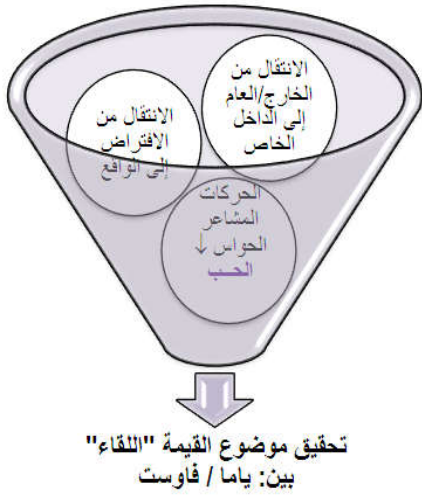 الانتقال من
الخارج/العام
إلى الداخل
الخاص
الانتقال من
الافتراض
إلى الواقع
الحركات
المشاعر
الحواس ↓
الحب
تحقيق موضوع القيمة "اللقاء"
بين: ياما / فاوست